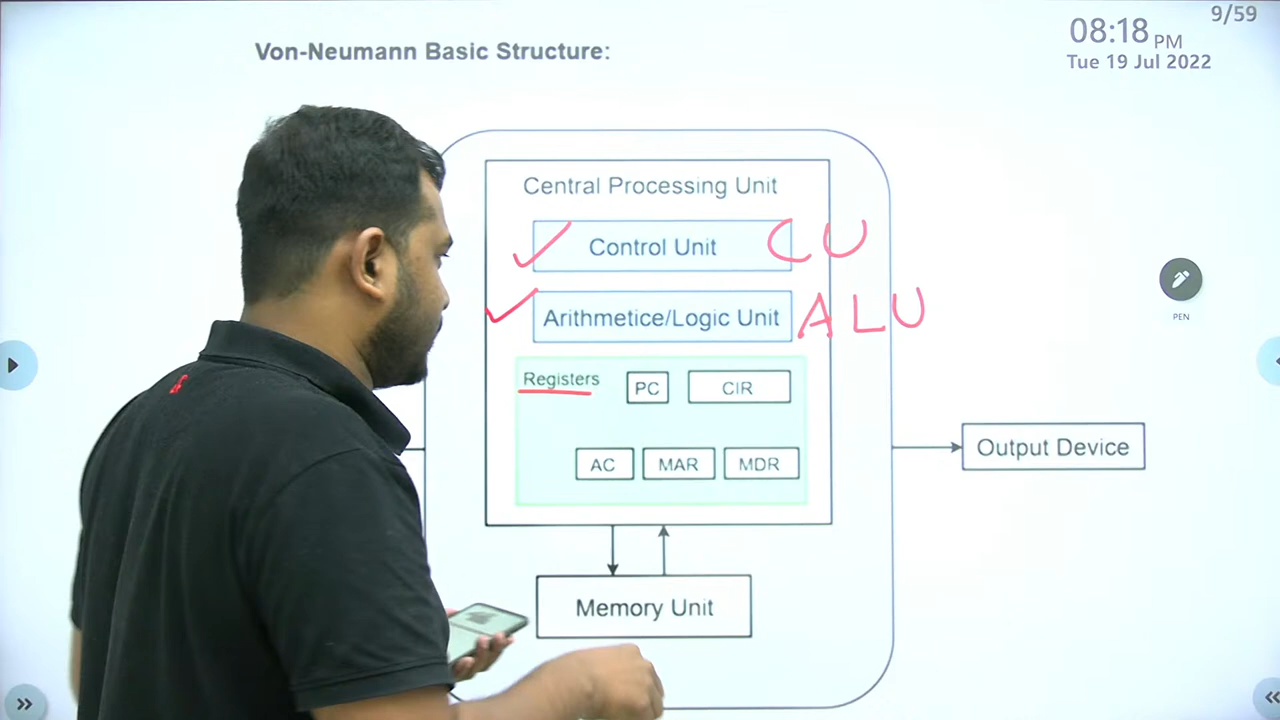 9/59
08:18 PM
Tue 19 Jul 2022
Von-Neumann Basic Structure:
Central Processing Unit
Control Unit CU
Arithmetice/Logic Unit ALU
Registers PC CIR
AC MAR MDR
PEN
Output Device
Memory Unit